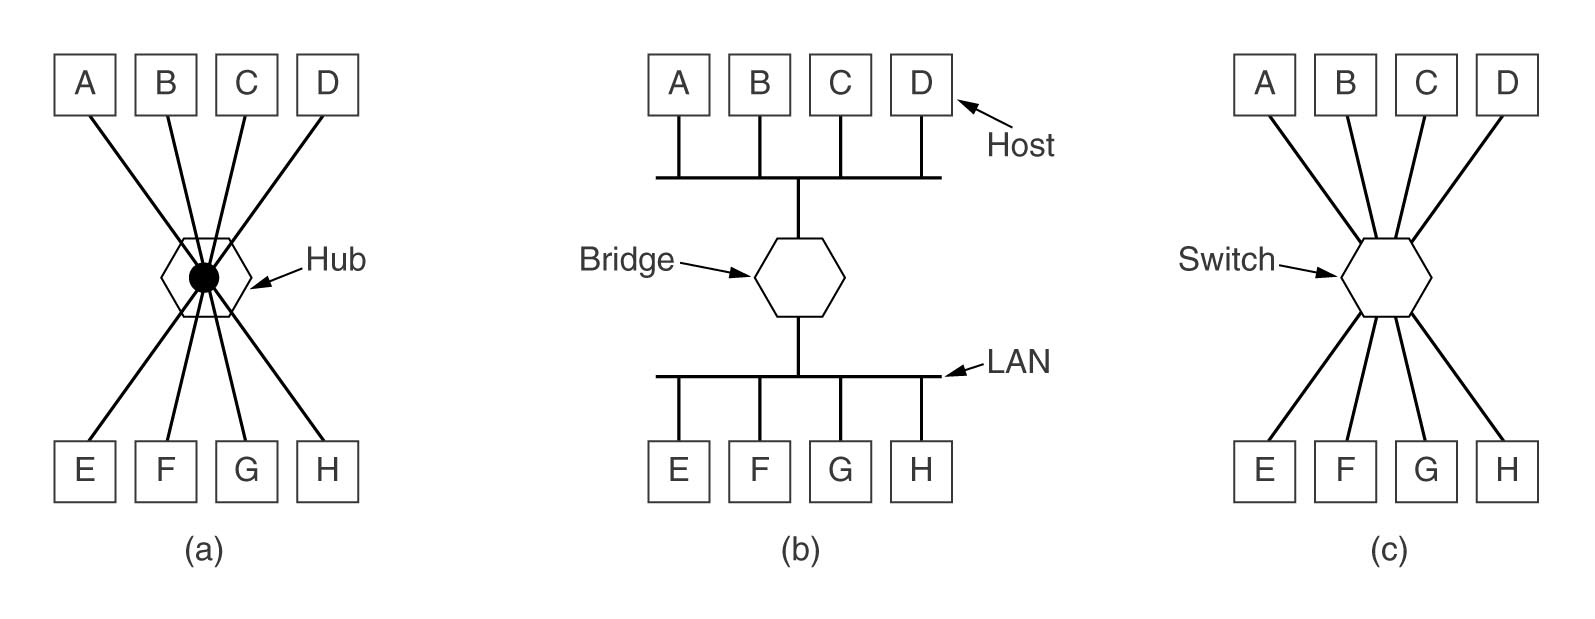 A B C D
E F G H
Hub
(a)
A B C D
Host
Bridge
LAN
E F G H
(b)
A B C D
Switch
E F G H
(c)